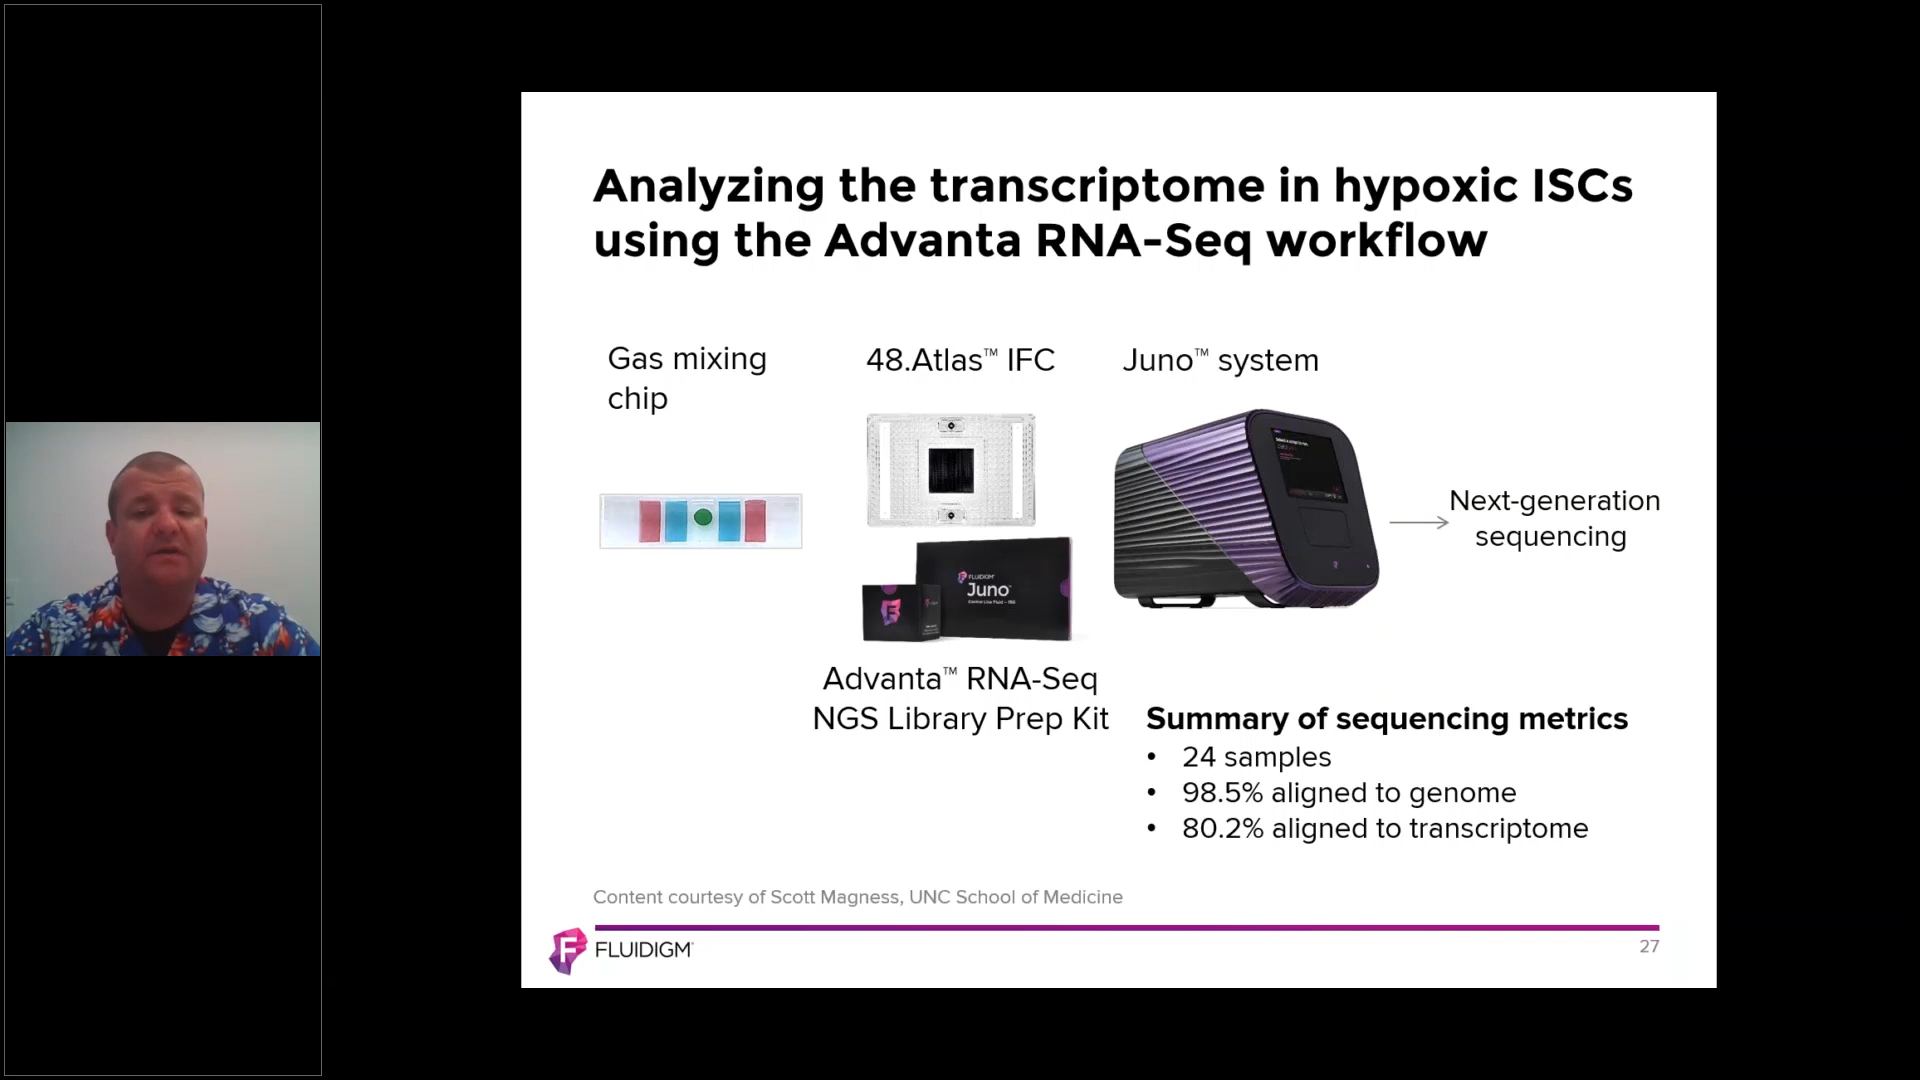 Analyzing the transcriptome in hypoxic ISCs
using the Advanta RNA-Seq workflow
Gas mixing
chip
48.Atlas™ IFC
Juno™ system
FLUIDIGM
Juno™
Next-generation
sequencing
Advanta™ RNA-Seq
NGS Library Prep Kit
Summary of sequencing metrics
• 24 samples
• 98.5% aligned to genome
• 80.2% aligned to transcriptome
Content courtesy of Scott Magness, UNC School of Medicine
FLUIDIGM
27